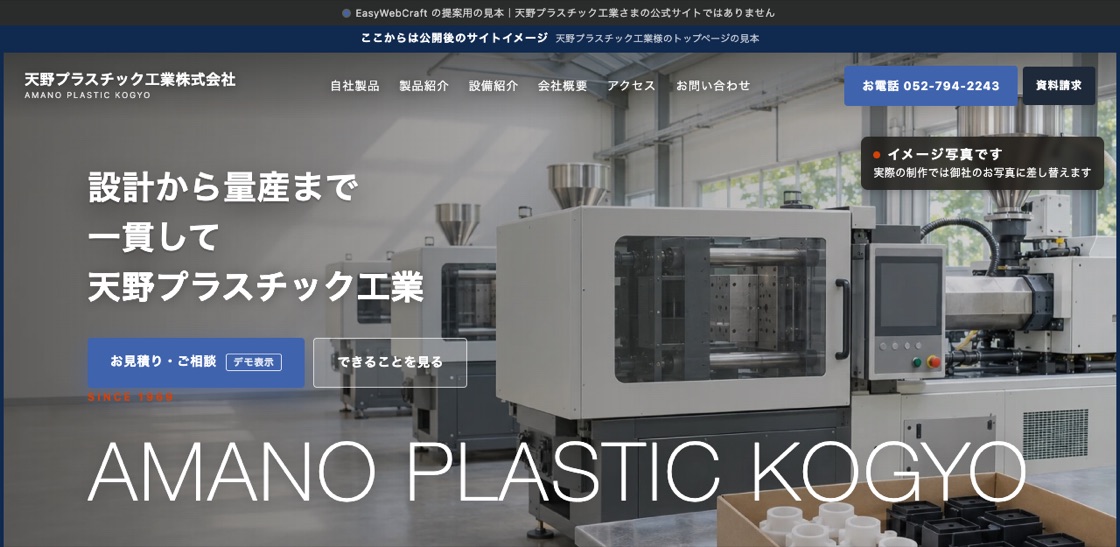 EasyWebCraft の提案用の見本｜天野プラスチック工業さまの公式サイトではありません
ここからは公開後のサイトイメージ 天野プラスチック工業様のトップページの見本
天野プラスチック工業株式会社
AMANO PLASTIC KOGYO
自社製品 製品紹介 設備紹介 会社概要 アクセス お問い合わせ
お電話 052-794-2243
資料請求
イメージ写真です
実際の制作では御社のお写真に差し替えます
設計から量産まで
一貫して
天野プラスチック工業
お見積り・ご相談 デモ表示
できることを見る
SINCE
AMANO PLASTIC KOGYO